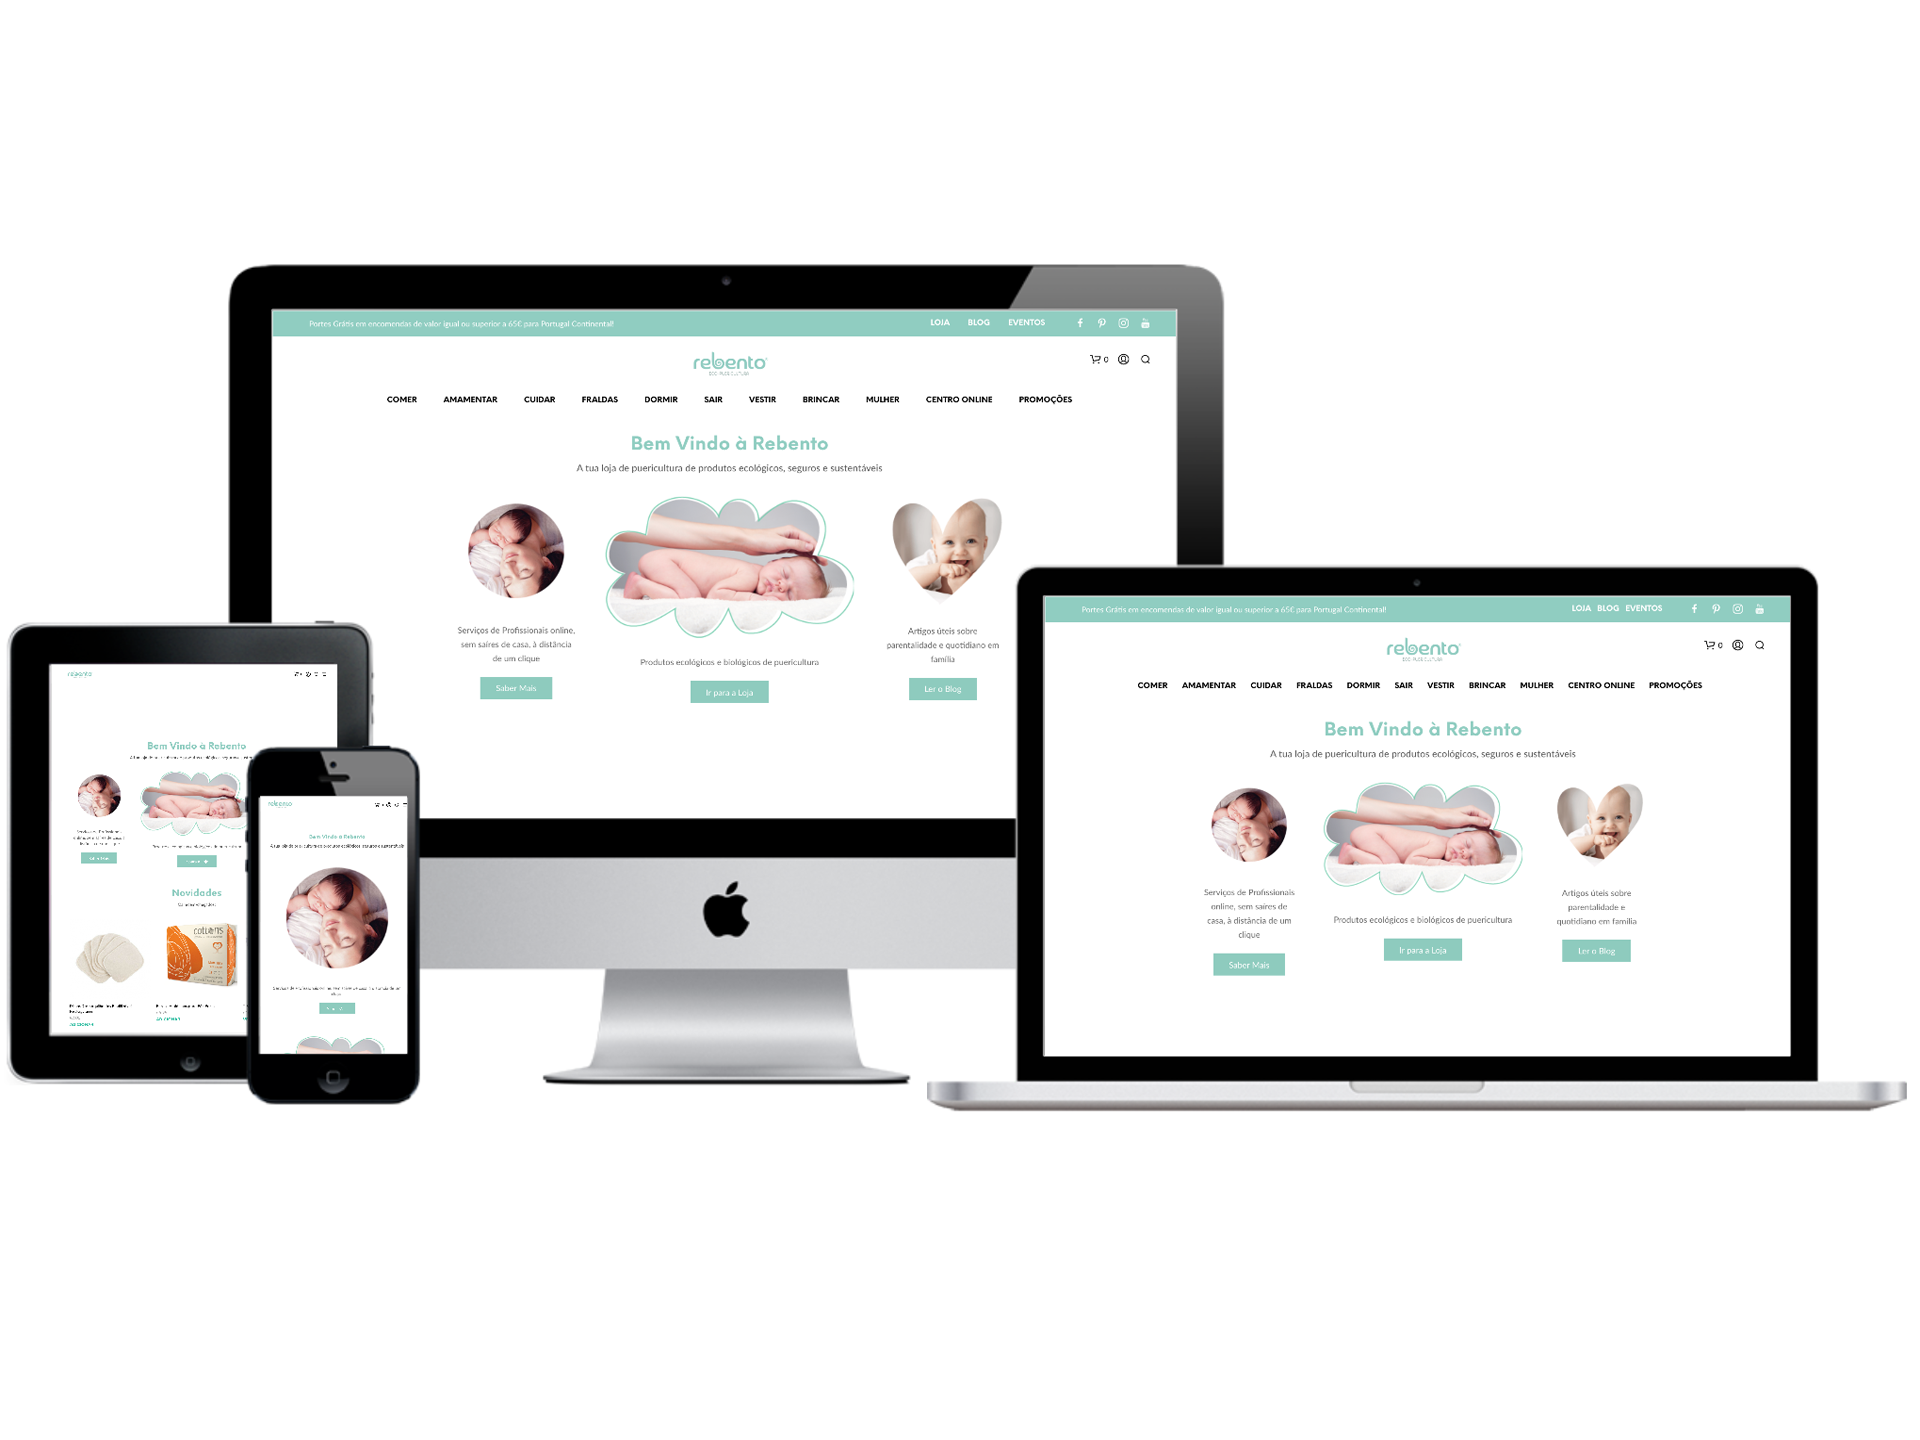 Portes Grátis em encomendas de valor igual ou superior a 65€ para Portugal Continental!
LOJA BLOG EVENTOS
rebento
0
COMER AMAMENTAR CUIDAR FRALDAS DORMIR SAIR VESTIR BRINCAR MULHER CENTRO ONLINE PROMOÇÕES
Bem Vindo à Rebento
A tua loja de puericultura de produtos ecológicos, seguros e sustentáveis
Serviços de Profissionais online,
sem saíres de casa, à distância
de um clique
Saber Mais
Produtos ecológicos e biológicos de puericultura
Ir para a Loja
Artigos úteis sobre
parentalidade e quotidiano em
família
Ler o Blog
Portes Grátis em encomendas de valor igual ou superior a 65€ para Portugal Continental!
LOJA BLOG EVENTOS
rebento
0
COMER AMAMENTAR CUIDAR FRALDAS DORMIR SAIR VESTIR BRINCAR MULHER CENTRO ONLINE PROMOÇÕES
Bem Vindo à Rebento
A tua loja de puericultura de produtos ecológicos, seguros e sustentáveis
Serviços de Profissionais
online, sem saíres de
casa, à distância de um
clique
Saber Mais
Produtos ecológicos e biológicos de puericultura
Ir para a Loja
Artigos úteis sobre
parentalidade e
quotidiano em família
Ler o Blog
rebento
Bem Vindo à Rebento
Novidades
rebento
Bem Vindo à Rebento